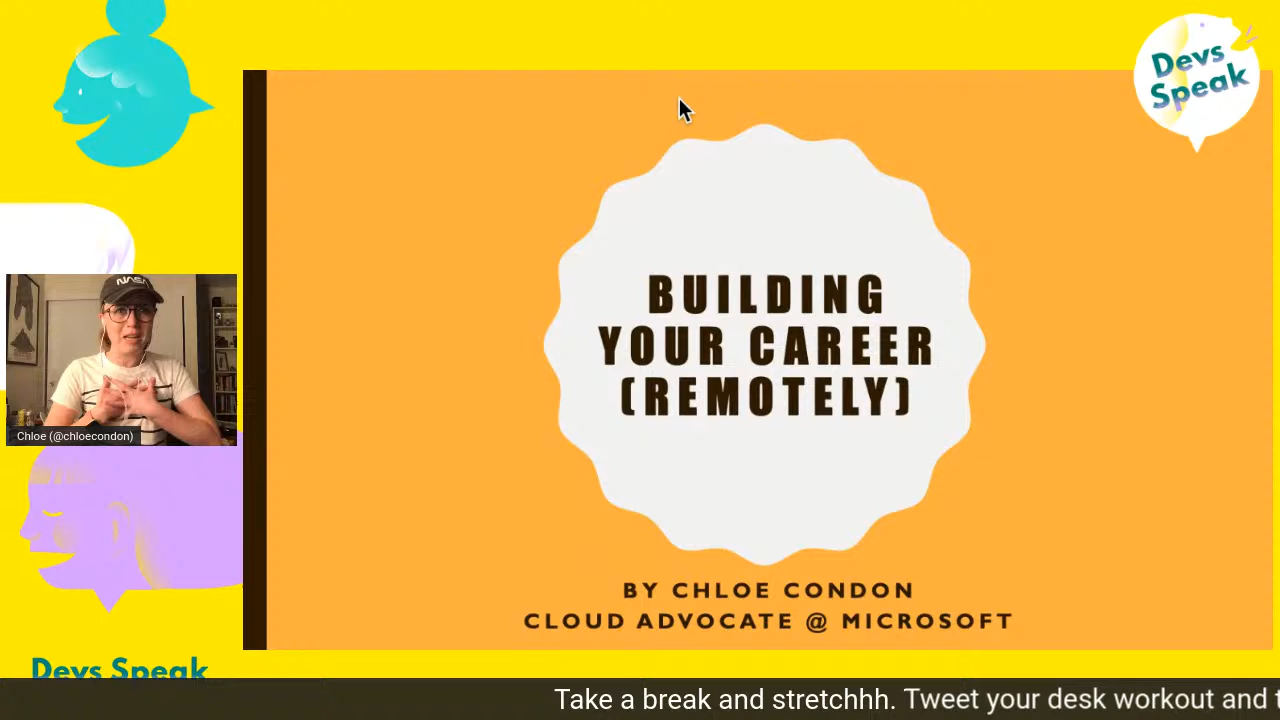 Devs
Speak
BUILDING
YOUR CAREER
(REMOTELY)
NASA
Chloe (@chloecondon)
BY CHLOE CONDON
CLOUD ADVOCATE @ MICROSOFT
Devs Speak
Take a break and stretchhh. Tweet your desk workout and